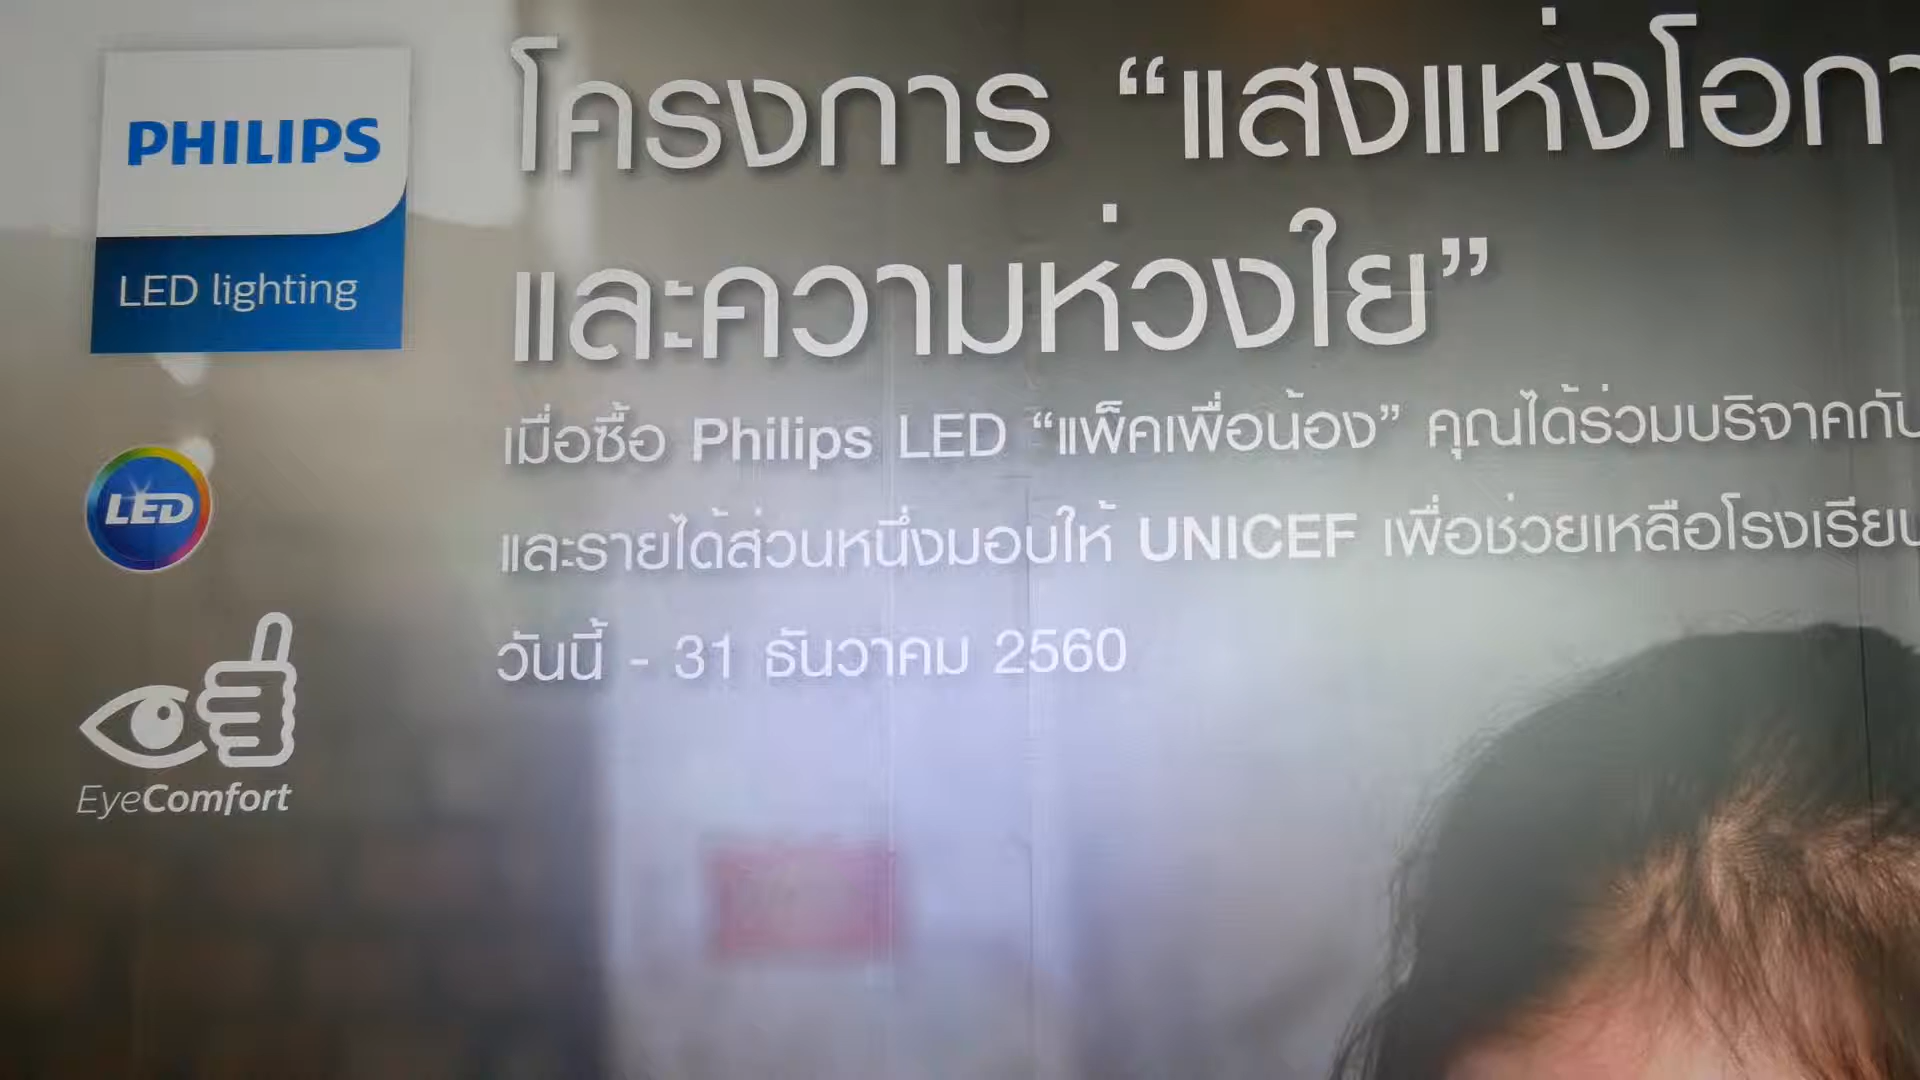 PHILIPS
LED lighting
LED
EyeComfort
โครงการ “แสงแห่งโอกา
และความห่วงใย”
เมื่อซื้อ Philips LED “แพ็คเพื่อน้อง” คุณได้ร่วมบริจาคกับ
และรายได้ส่วนหนึ่งมอบให้ UNICEF เพื่อช่วยเหลือโรงเรียน
วันนี้ - 31 ธันวาคม 2560